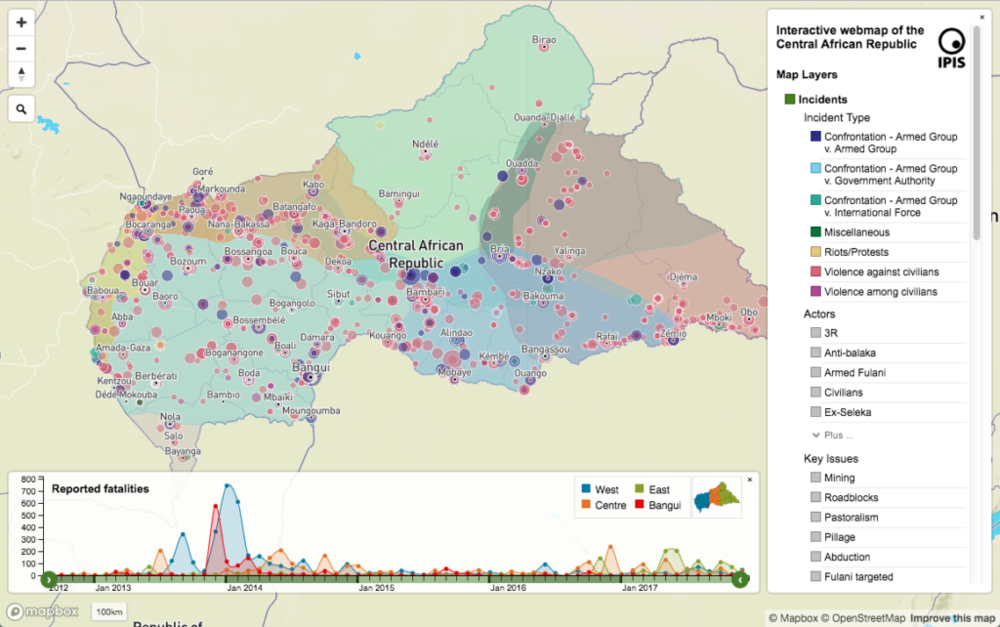 +
−
Birao
Ouanda-Djallé
Ndélé
Ouadda
Goré
Markounda
Kabo
Ngaoundaye
Paoua
Batangafo
Bamingui
Bocaranga
Nana-Bakassa
Kaga-Bandoro
Central African
Republic
Bria
Yalinga
Bossangoa
Bouca
Dekoa
Bozoum
Nzako
Djéma
Bouar
Baboua
Baoro
Bogangolo
Sibut
Bambari
Bakouma
Obo
Mboki
Abba
Bossembélé
Damara
Kouango
Alindao
Rafaï
Zémio
Amada-Gaza
Boganangone
Boali
Kémbé
Bangassou
Bangui
Mobaye
Ouango
Kentzou
Berbérati
Boda
Dédé Mokouba
Bambio
Mbaïki
Moungoumba
Nola
Salo
Bayanga
Interactive webmap of the
Central African Republic
IPIS
×
Map Layers
Incidents
Incident Type
Confrontation - Armed Group
v. Armed Group
Confrontation - Armed Group
v. Government Authority
Confrontation - Armed Group
v. International Force
Miscellaneous
Riots/Protests
Violence against civilians
Violence among civilians
Actors
3R
Anti-balaka
Armed Fulani
Civilians
Ex-Seleka
Plus ...
Key Issues
Mining
Roadblocks
Pastoralism
Pillage
Abduction
Fulani targeted
Reported fatalities
800
700
600
500
400
300
200
100
0
West
East
Centre
Bangui
×
2012
Jan 2013
Jan 2014
Jan 2015
Jan 2016
Jan 2017
mapbox
100km
Republic of
© Mapbox © OpenStreetMap Improve this map